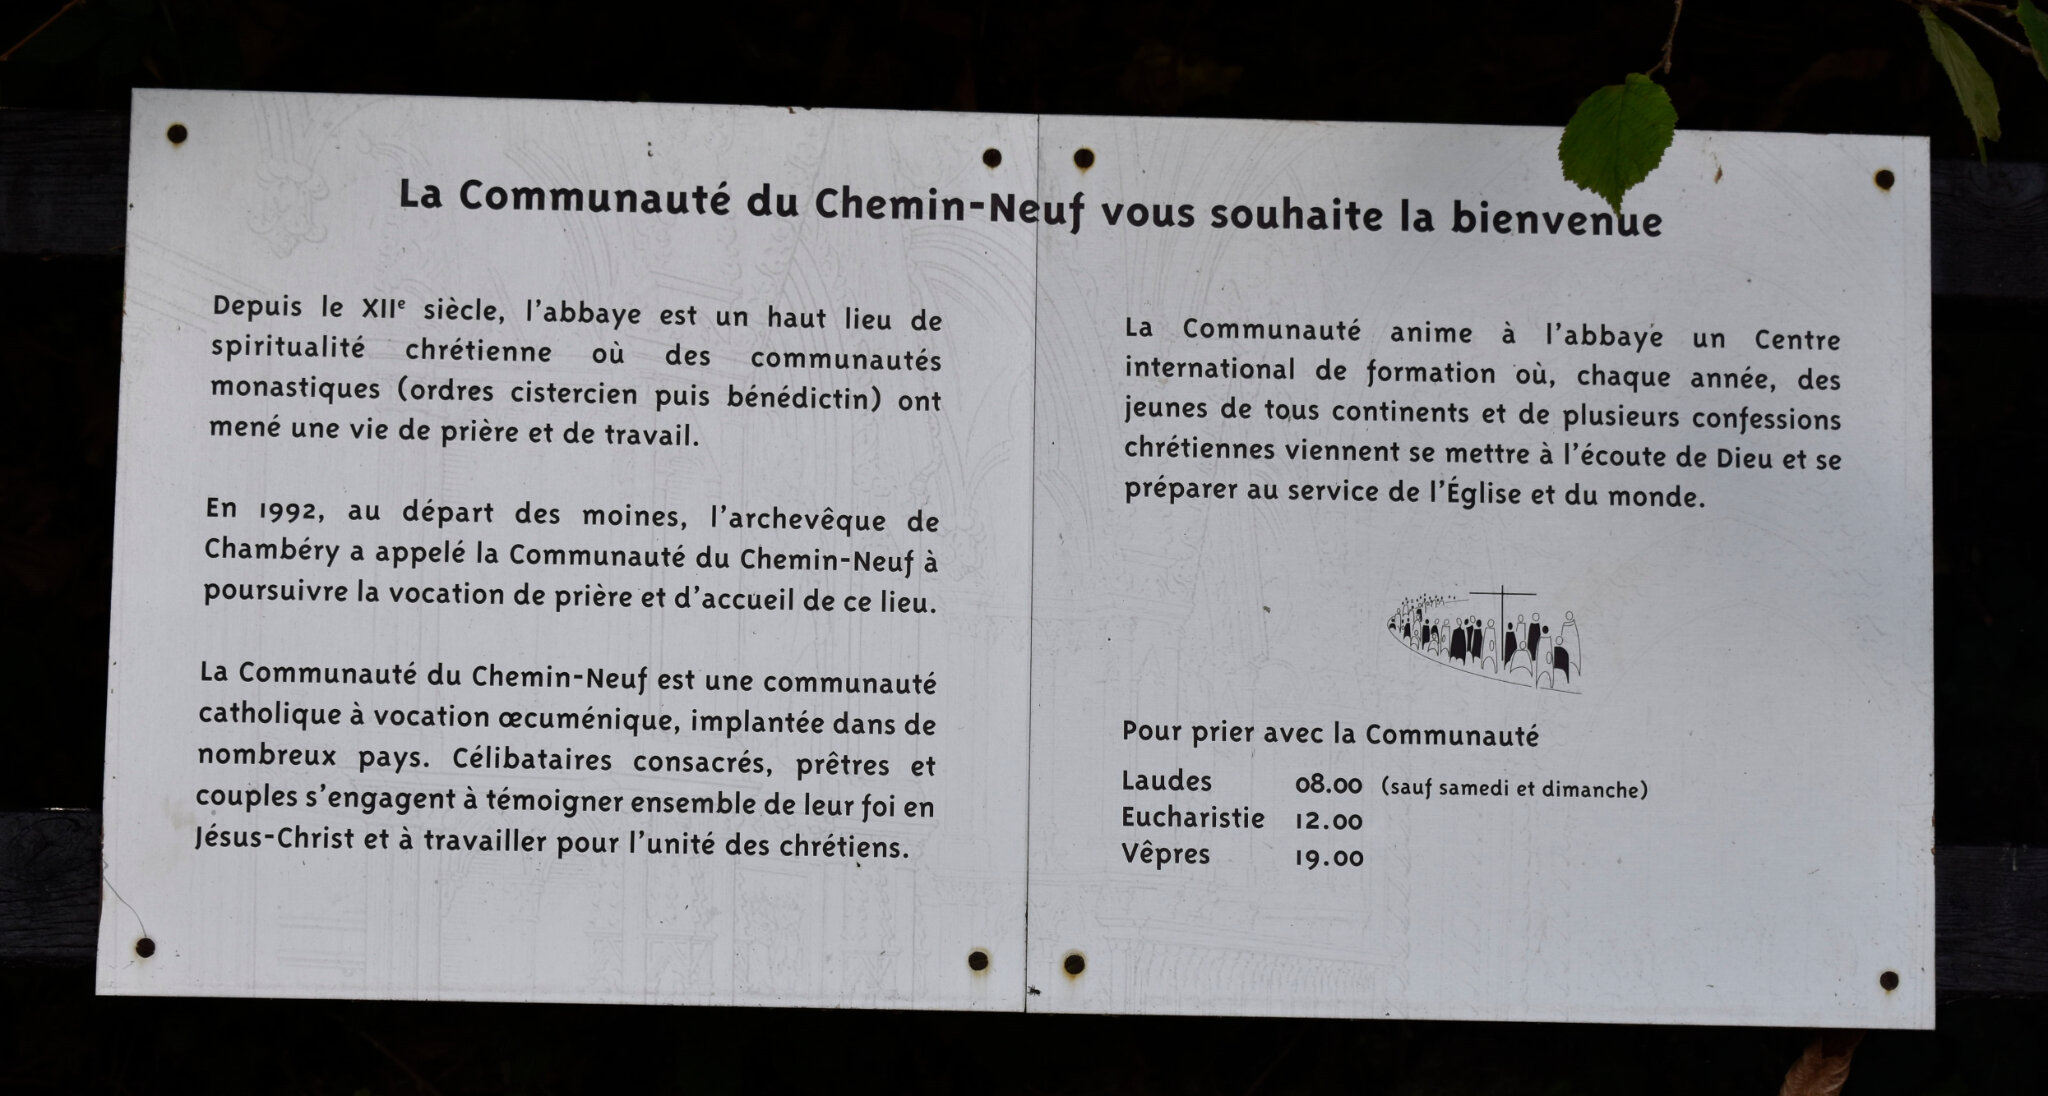 La Communauté du Chemin-Neuf vous souhaite la bienvenue
Depuis le XIIe siècle, l'abbaye est un haut lieu de
spiritualité chrétienne où des communautés
monastiques (ordres cistercien puis bénédictin) ont
mené une vie de prière et de travail.
En 1992, au départ des moines, l'archevêque de
Chambéry a appelé la Communauté du Chemin-Neuf à
poursuivre la vocation de prière et d'accueil de ce lieu.
La Communauté du Chemin-Neuf est une communauté
catholique à vocation œcuménique, implantée dans de
nombreux pays. Célibataires consacrés, prêtres et
couples s'engagent à témoigner ensemble de leur foi en
Jésus-Christ et à travailler pour l'unité des chrétiens.
La Communauté anime à l'abbaye un Centre
international de formation où, chaque année, des
jeunes de tous continents et de plusieurs confessions
chrétiennes viennent se mettre à l'écoute de Dieu et se
préparer au service de l'Église et du monde.
Pour prier avec la Communauté
Laudes 08.00 (sauf samedi et dimanche)
Eucharistie 12.00
Vêpres 19.00